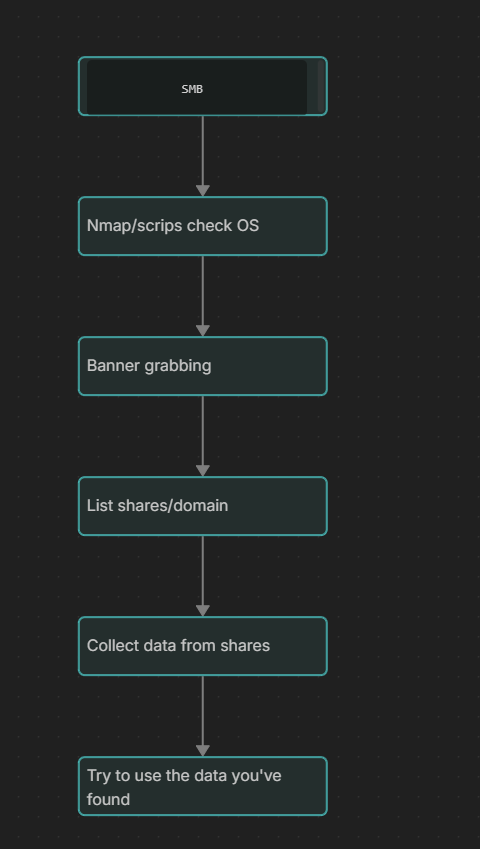 SMB
Nmap/scrips check OS
Banner grabbing
List shares/domain
Collect data from shares
Try to use the data you've
found